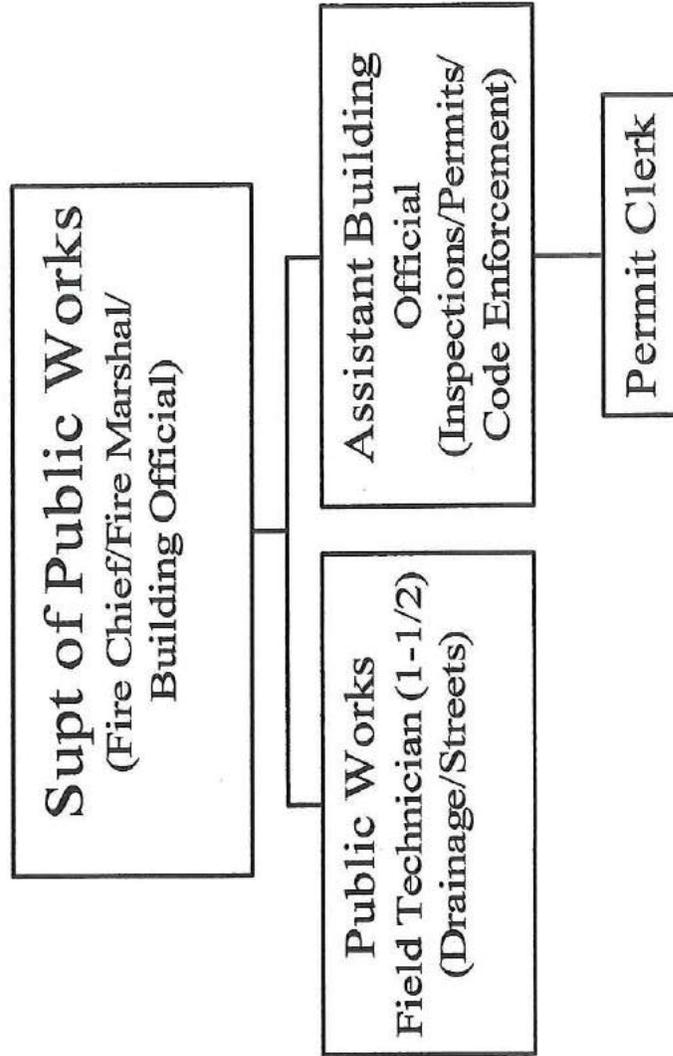 Supt of Public Works
(Fire Chief/Fire Marshal/
Building Official)
Public Works
Field Technician (1-1/2)
(Drainage/Streets)
Assistant Building
Official
(Inspections/Permits/
Code Enforcement)
Permit Clerk